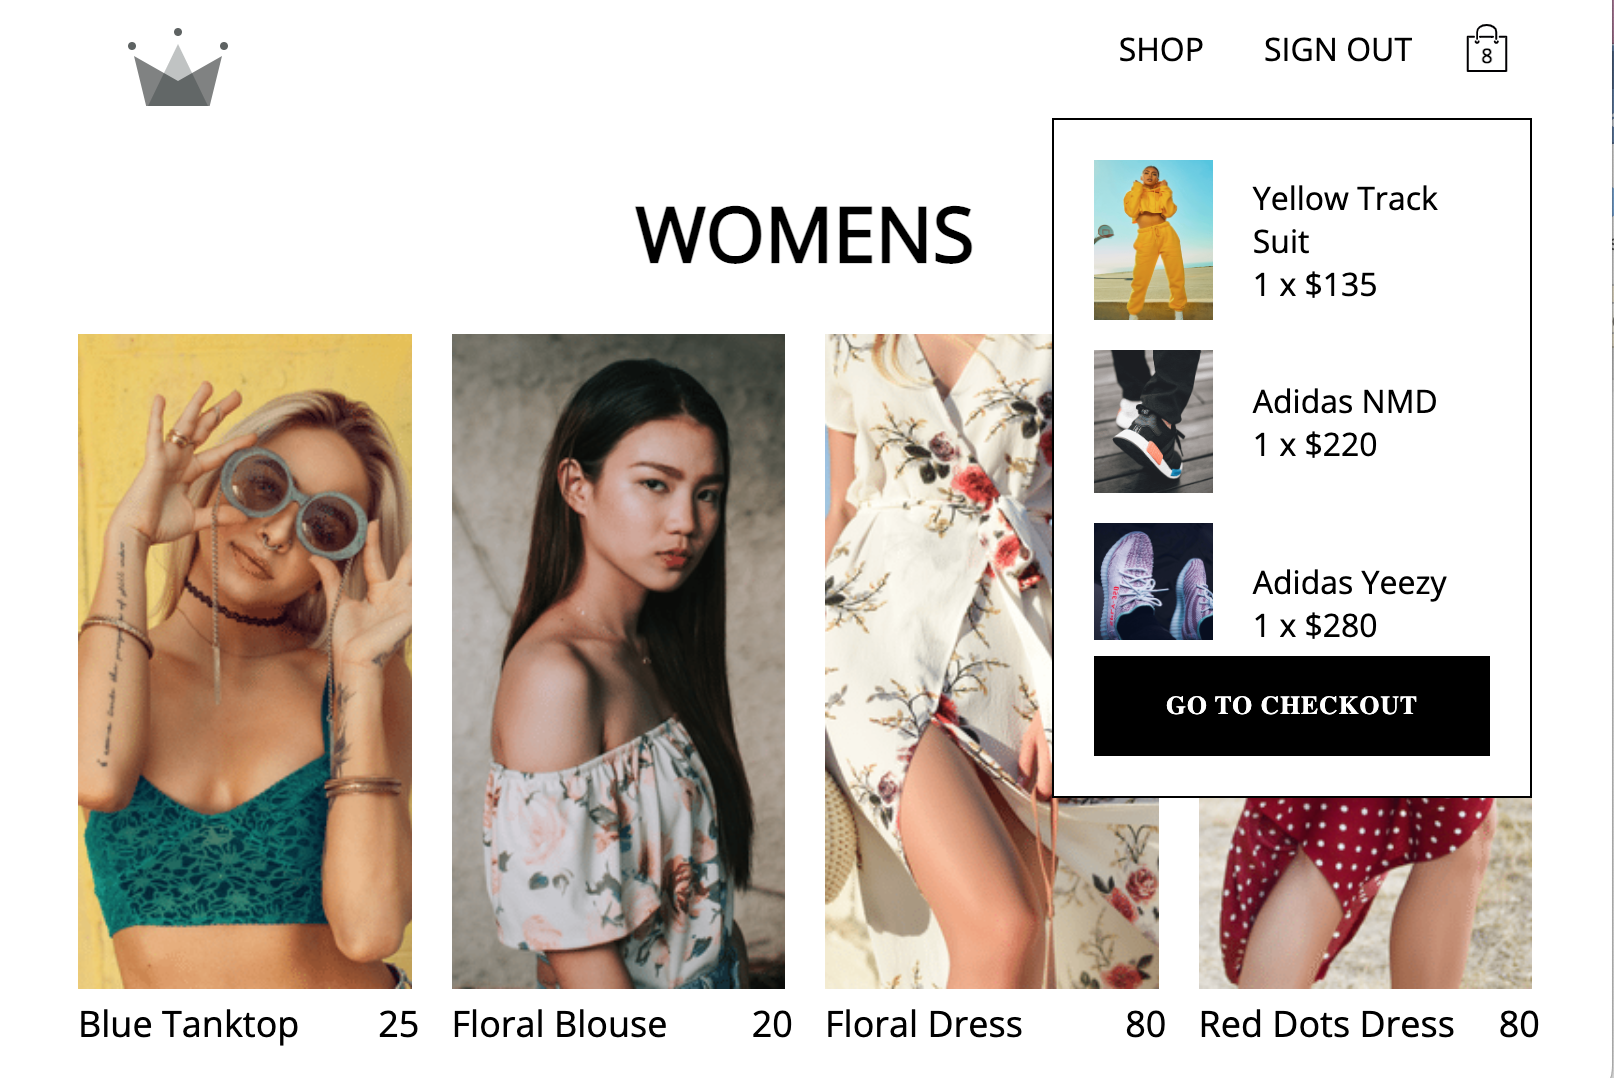 SHOP
SIGN OUT
8
WOMENS
Yellow Track
Suit
1 x $135
Adidas NMD
1 x $220
Adidas Yeezy
1 x $280
GO TO CHECKOUT
Blue Tanktop 25
Floral Blouse 20
Floral Dress 80
Red Dots Dress 80